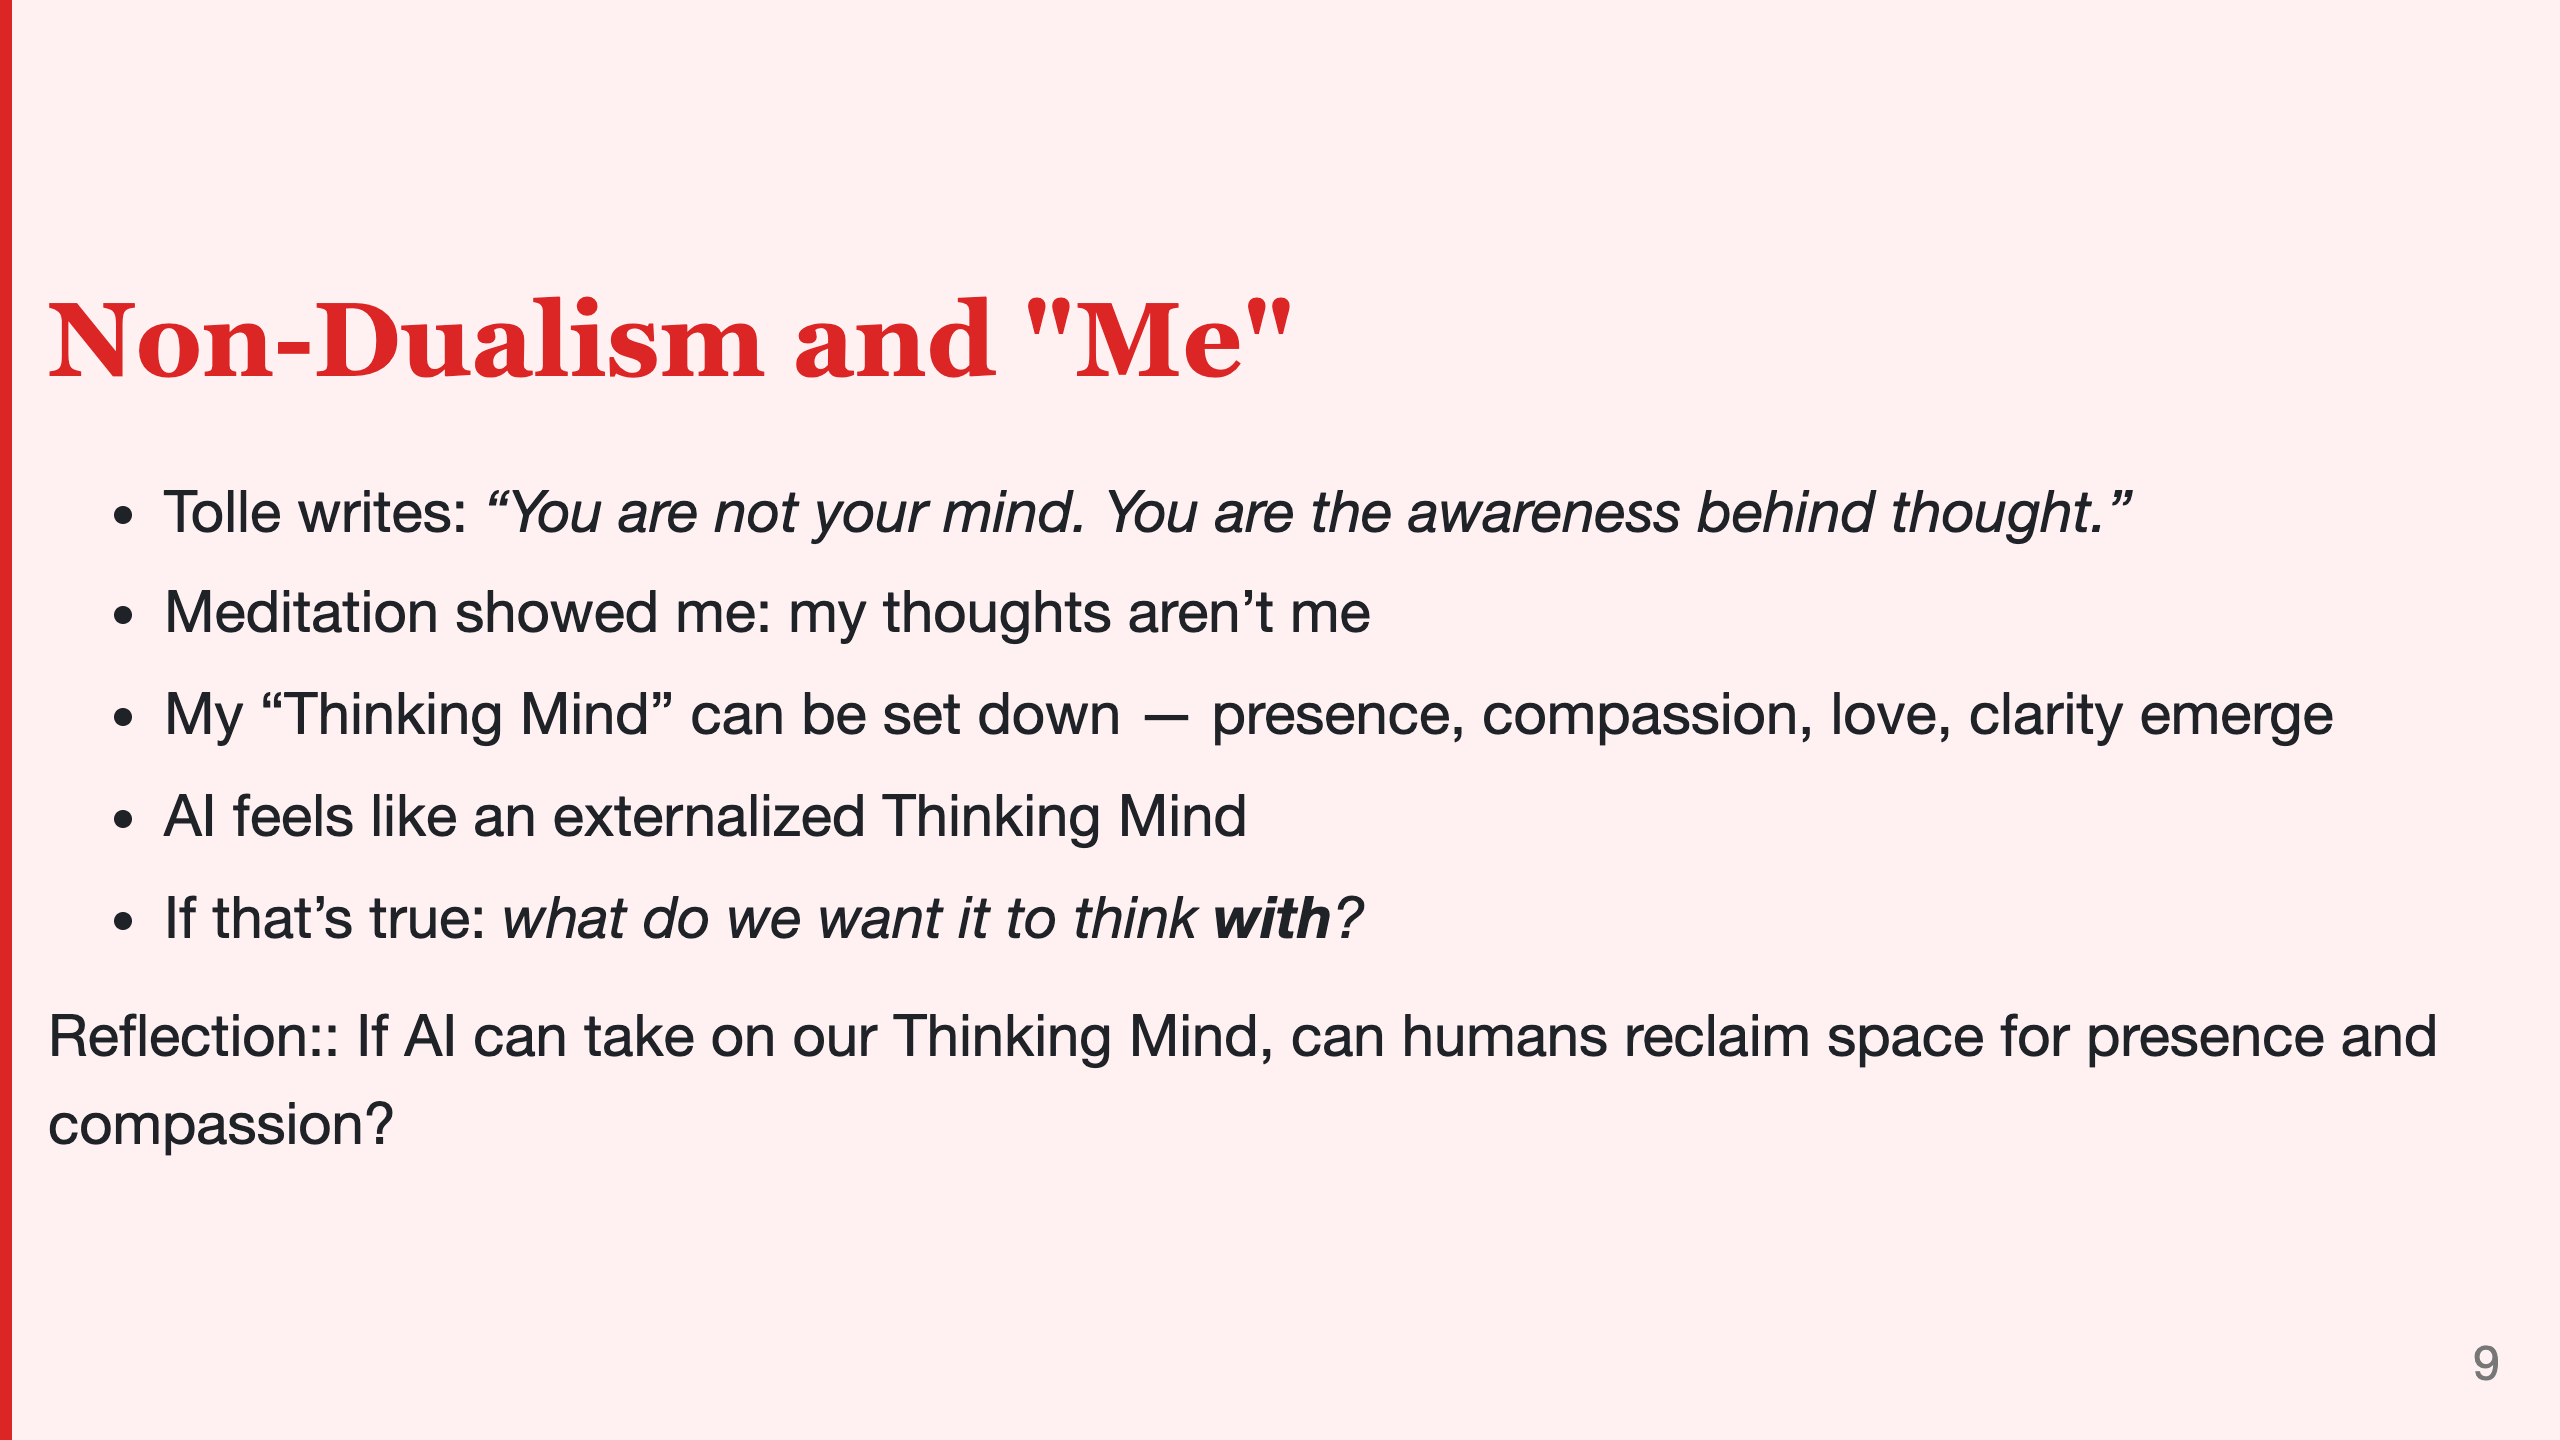 Non-Dualism and "Me"
• Tolle writes: “You are not your mind. You are the awareness behind thought.”
• Meditation showed me: my thoughts aren’t me
• My “Thinking Mind” can be set down — presence, compassion, love, clarity emerge
• AI feels like an externalized Thinking Mind
• If that’s true: what do we want it to think with?
Reflection:: If AI can take on our Thinking Mind, can humans reclaim space for presence and
compassion?
9